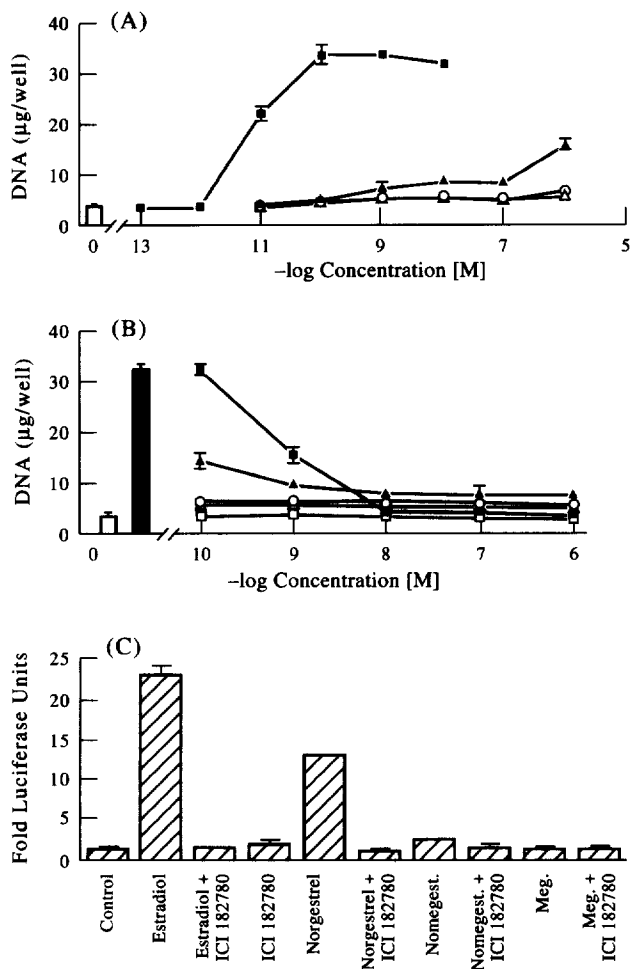 (A)
DNA (µg/well)
40
30
20
10
0
0
13
11
9
7
5
–log Concentration [M]
(B)
DNA (µg/well)
40
30
20
10
0
0
10
9
8
7
6
–log Concentration [M]
(C)
Fold Luciferase Units
25
20
15
10
5
0
Control
Estradiol
Estradiol +
ICI 182780
ICI 182780
Norgestrel
Norgestrel +
ICI 182780
Nomegest.
Nomegest. +
ICI 182780
Meg.
Meg. +
ICI 182780